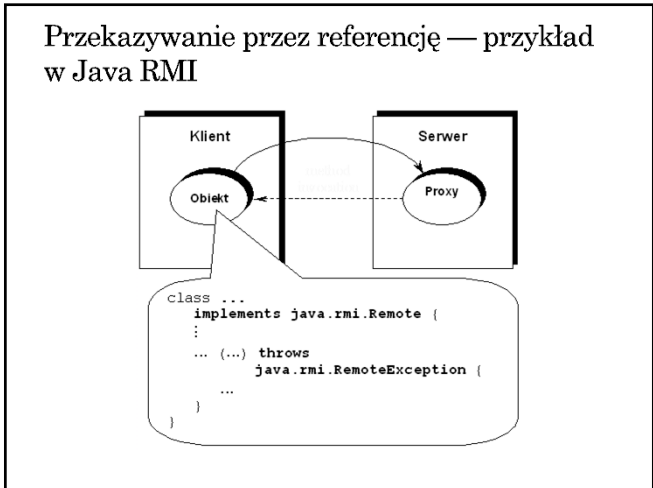 Przekazywanie przez referencję — przykład
w Java RMI
Klient
Serwer
Obiekt
Proxy
class ...
implements java.rmi.Remote {
⋮
... (...) throws
java.rmi.RemoteException {
...
}
}